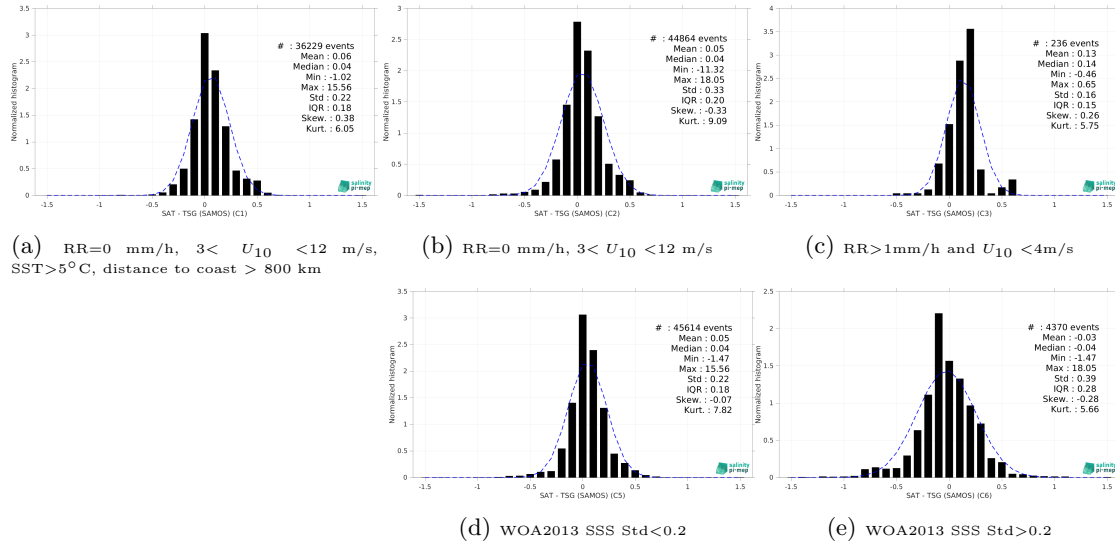 3.5
3
2.5
2
1.5
1
0.5
0
Normalized histogram
# : 36229 events
Mean : 0.06
Median : 0.04
Min : -1.02
Max : 15.56
Std : 0.22
IQR : 0.18
Skew. : 0.38
Kurt. : 6.05
salinity
pi-mep
-1.5 -1 -0.5 0 0.5 1 1.5
SAT - TSG (SAMOS) (C1)
(a) RR=0 mm/h, 3< U10 <12 m/s,
SST>5°C, distance to coast > 800 km
3
2.5
2
1.5
1
0.5
0
Normalized histogram
# : 44864 events
Mean : 0.05
Median : 0.04
Min : -11.32
Max : 18.05
Std : 0.33
IQR : 0.20
Skew. : -0.33
Kurt. : 9.09
salinity
pi-mep
-1.5 -1 -0.5 0 0.5 1 1.5
SAT - TSG (SAMOS) (C2)
(b) RR=0 mm/h, 3< U10 <12 m/s
4
3.5
3
2.5
2
1.5
1
0.5
0
Normalized histogram
# : 236 events
Mean : 0.13
Median : 0.14
Min : -0.46
Max : 0.65
Std : 0.16
IQR : 0.15
Skew. : 0.26
Kurt. : 5.75
salinity
pi-mep
-1.5 -1 -0.5 0 0.5 1 1.5
SAT - TSG (SAMOS) (C3)
(c) RR>1mm/h and U10 <4m/s
3.5
3
2.5
2
1.5
1
0.5
0
Normalized histogram
# : 45614 events
Mean : 0.05
Median : 0.04
Min : -1.47
Max : 15.56
Std : 0.22
IQR : 0.18
Skew. : -0.07
Kurt. : 7.82
salinity
pi-mep
-1.5 -1 -0.5 0 0.5 1 1.5
SAT - TSG (SAMOS) (C5)
(d) WOA2013 SSS Std<0.2
2.5
2
1.5
1
0.5
0
Normalized histogram
# : 4370 events
Mean : -0.03
Median : -0.04
Min : -1.47
Max : 18.05
Std : 0.39
IQR : 0.28
Skew. : -0.28
Kurt. : 5.66
salinity
pi-mep
-1.5 -1 -0.5 0 0.5 1 1.5
SAT - TSG (SAMOS) (C6)
(e) WOA2013 SSS Std>0.2